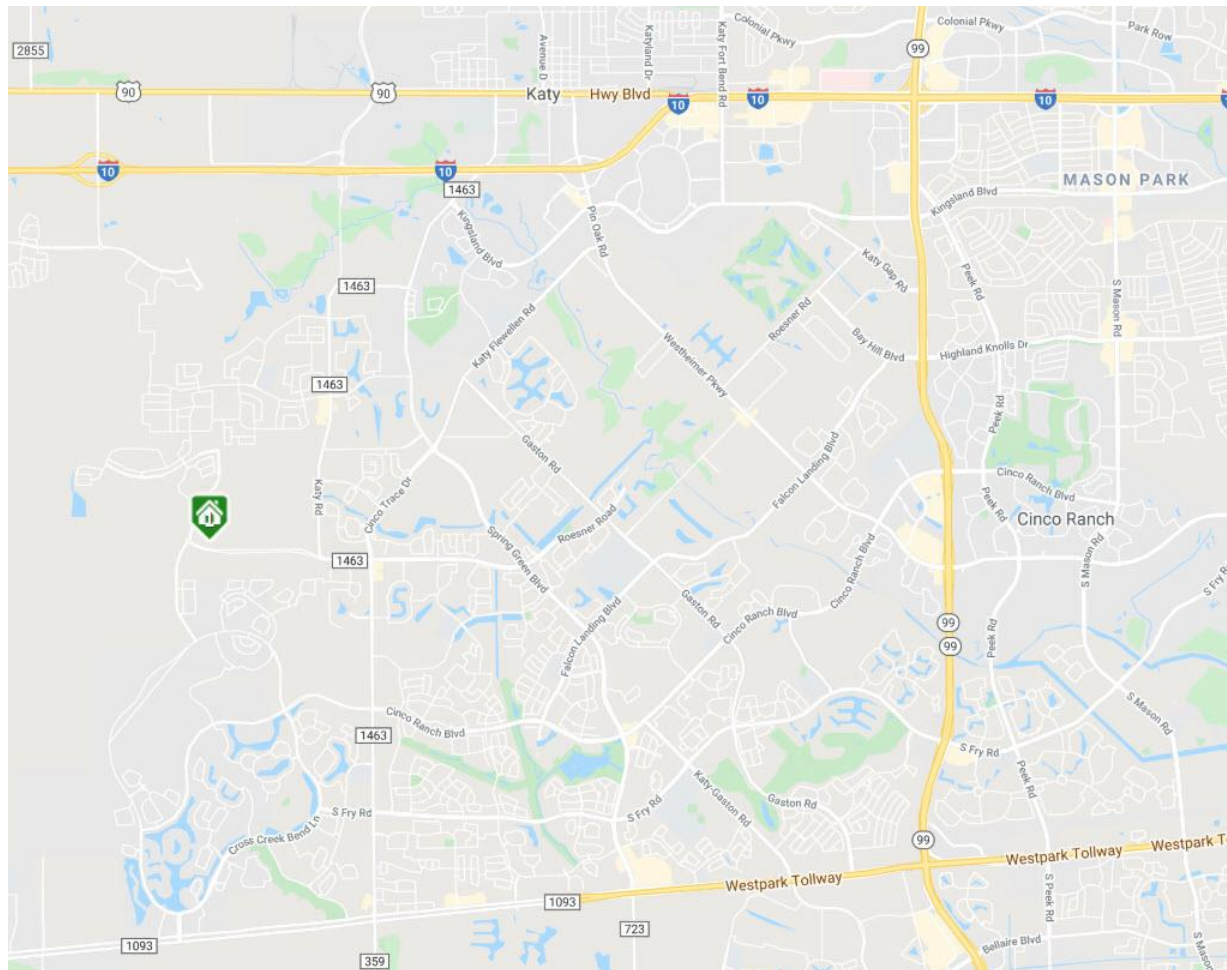 Colonial Pkwy
Katyland Dr
Avenue D
Katy Fort Bend Rd
99
Colonial Pkwy
Park Row
2855
90
90
Katy
Hwy Blvd
10
10
10
10
10
1463
MASON PARK
Kingsland Blvd
Kingsland Blvd
Pin Oak Rd
Katy Gap Rd
Peek Rd
1463
S Mason Rd
Roesner Rd
Katy Flewellen Rd
Westheimer Pkwy
Bay Hill Blvd
Highland Knolls Dr
1463
Peek Rd
Gaston Rd
Falcon Landing Blvd
Cinco Ranch Blvd
Katy Rd
Cinco Trace Dr
Peek Rd
Cinco Ranch
Roesner Road
Spring Green Blvd
1463
Cinco Ranch Blvd
S Mason Rd
Gaston Rd
Cinco Ranch Blvd
Falcon Landing Blvd
99
99
Peek Rd
Cinco Ranch Blvd
1463
S Mason Rd
S Fry Rd
Peek Rd
Katy-Gaston Rd
Gaston Rd
S Fry Rd
S Fry Rd
Cross Creek Bend Ln
99
Westpark Tollway
Westpark
Westpark Tollway
S Peek Rd
S Mason Rd
1093
723
1093
359
Bellaire Blvd